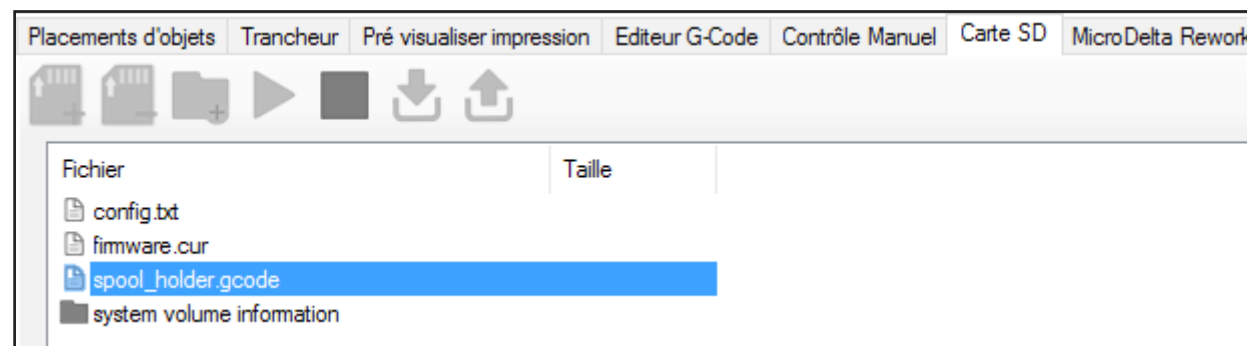 Placements d'objets Trancheur Pré visualiser impression Editeur G-Code Contrôle Manuel Carte SD MicroDelta Rework
Fichier Taille
config.txt
firmware.cur
spool_holder.gcode
system volume information